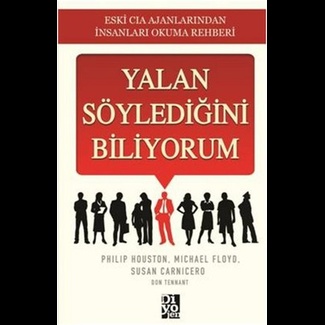 ESKİ CIA AJANLARINDAN
İNSANLARI OKUMA REHBERİ
YALAN
SÖYLEDİĞİNİ
BİLİYORUM
PHILIP HOUSTON, MICHAEL FLOYD,
SUSAN CARNICERO
DON TENNANT
Diyojen